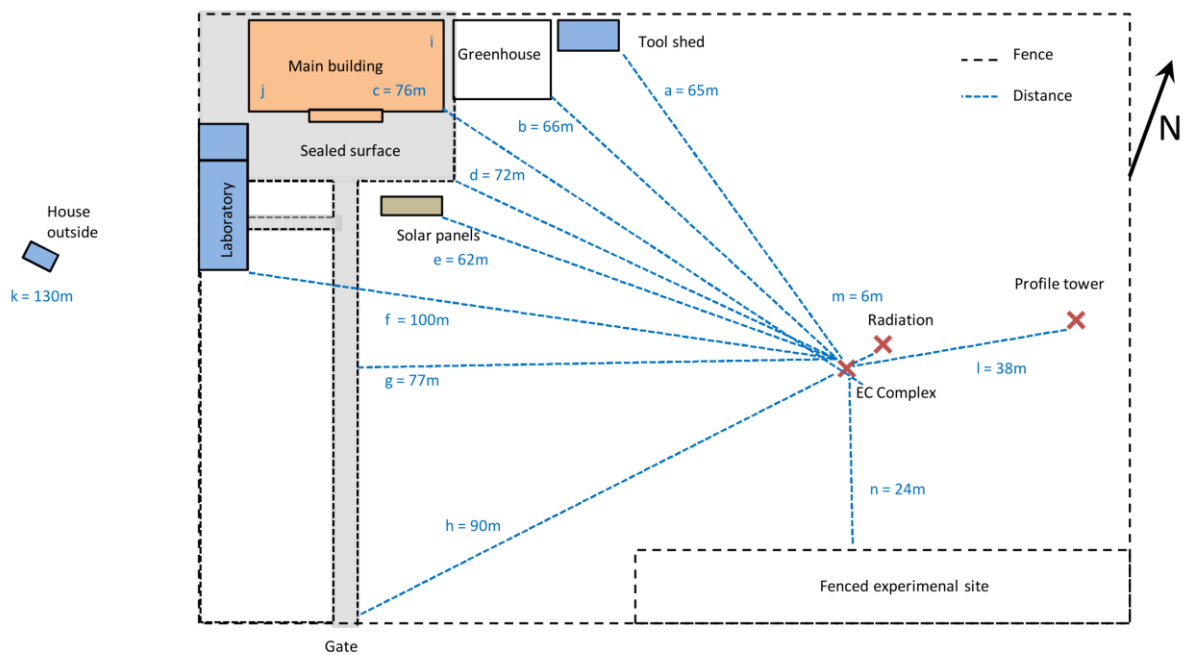 Tool shed
Greenhouse
Fence
i
Main building
j
c = 76m
a = 65m
Distance
b = 66m
N
Sealed surface
d = 72m
Laboratory
House
outside
Solar panels
e = 62m
k = 130m
m = 6m
Profile tower
Radiation
f = 100m
l = 38m
g = 77m
EC Complex
n = 24m
h = 90m
Fenced experimenal site
Gate